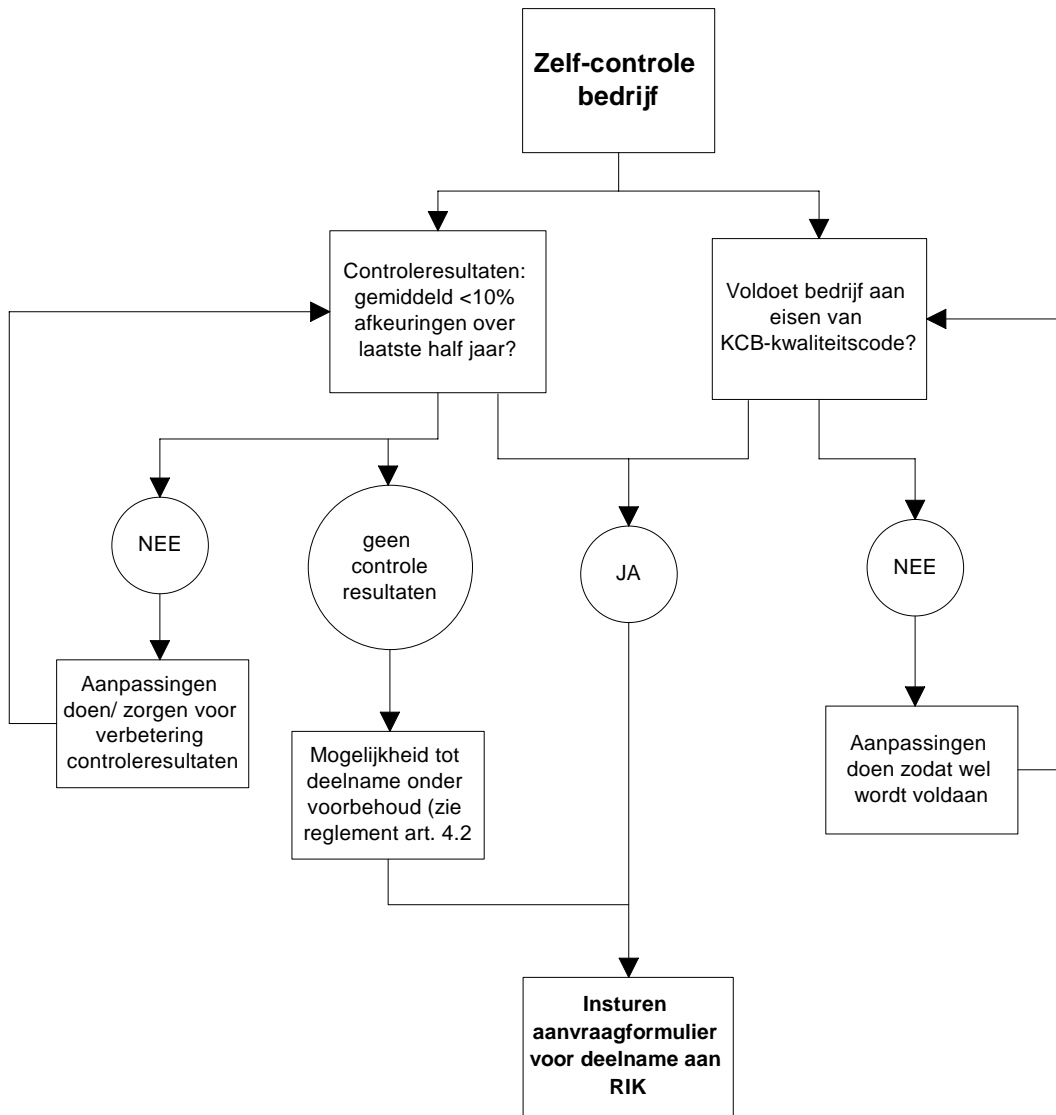 Zelf-controle
bedrijf
Controleresultaten:
gemiddeld <10%
afkeuringen over
laatste half jaar?
Voldoet bedrijf aan
eisen van
KCB-kwaliteitscode?
NEE
geen
controle
resultaten
JA
NEE
Aanpassingen
doen/ zorgen voor
verbetering
controleresultaten
Mogelijkheid tot
deelname onder
voorbehoud (zie
reglement art. 4.2
Aanpassingen
doen zodat wel
wordt voldaan
Insturen
aanvraagformulier
voor deelname aan
RIK